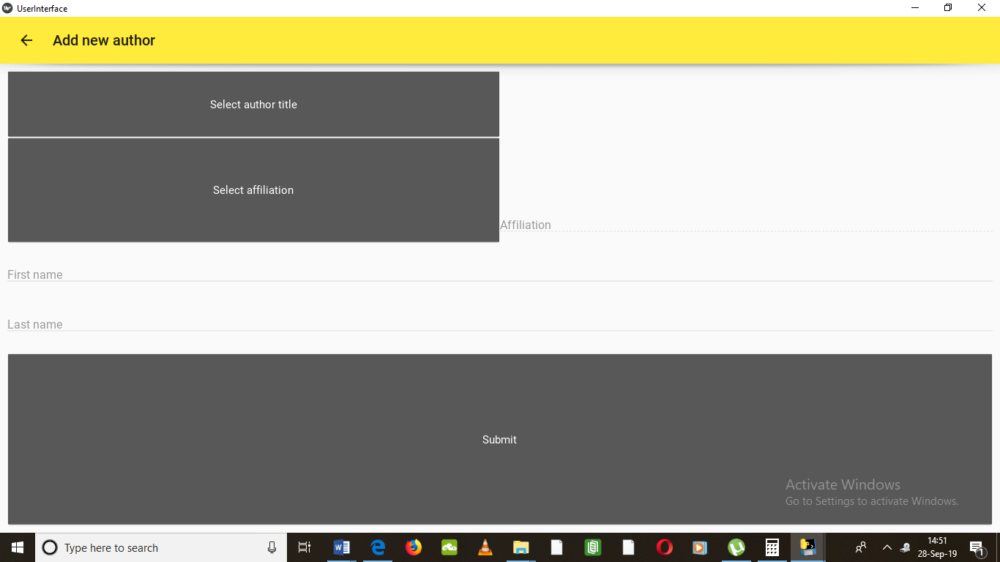 UserInterface
Add new author
Select author title
Select affiliation
Affiliation
First name
Last name
Submit
Activate Windows
Go to Settings to activate Windows.
Type here to search
14:51
28-Sep-19
1